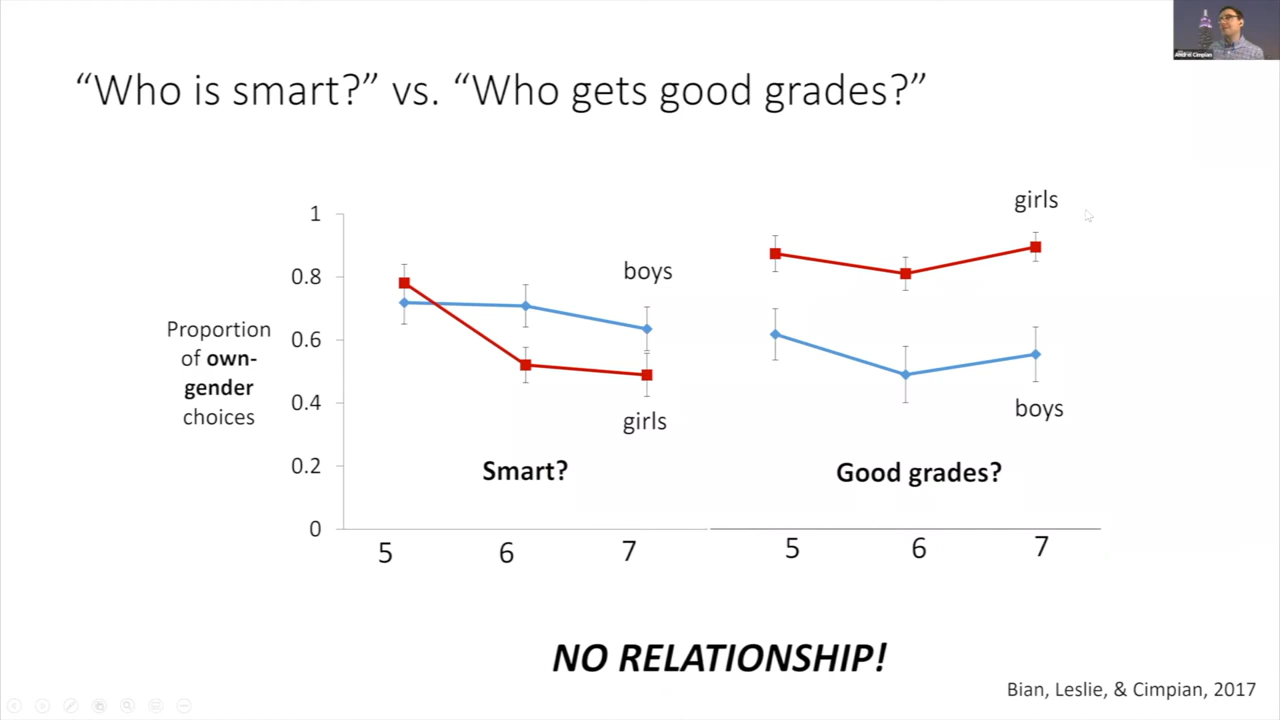 Andrei Cimpian
“Who is smart?” vs. “Who gets good grades?”
girls
1
boys
0.8
Proportion
of own-
gender
choices
0.6
0.4
boys
girls
0.2
Smart?
Good grades?
0
5
6
7
5
6
7
NO RELATIONSHIP!
Bian, Leslie, & Cimpian, 2017